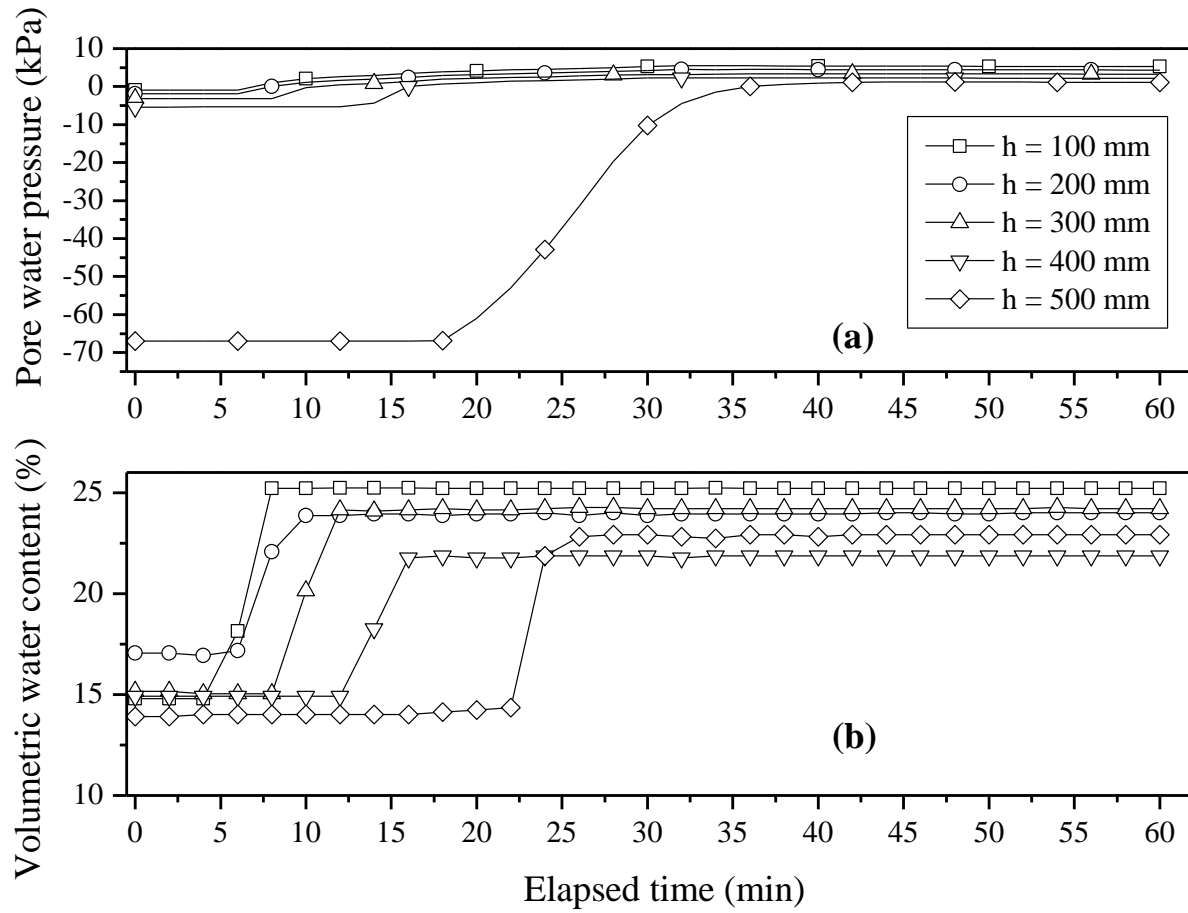 Pore water pressure (kPa)
10
0
-10
-20
-30
-40
-50
-60
-70
h = 100 mm
h = 200 mm
h = 300 mm
h = 400 mm
h = 500 mm
(a)
0 5 10 15 20 25 30 35 40 45 50 55 60
Volumetric water content (%)
25
20
15
10
(b)
0 5 10 15 20 25 30 35 40 45 50 55 60
Elapsed time (min)